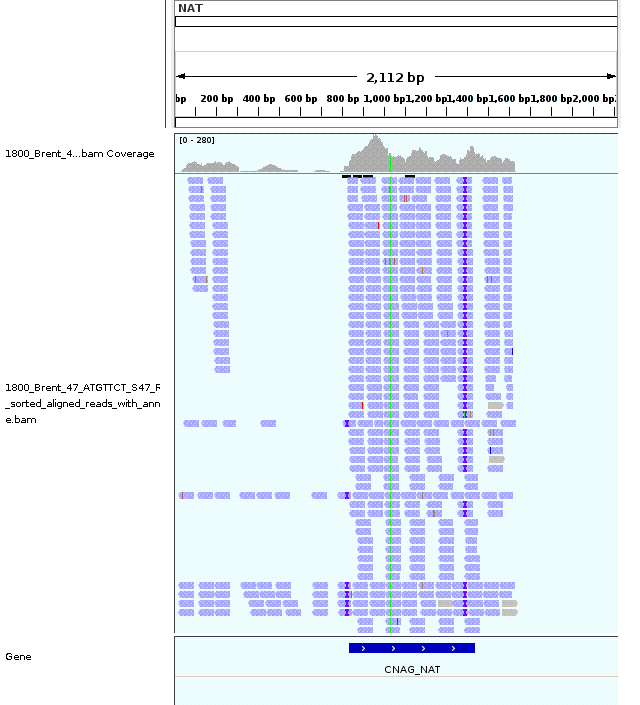 NAT
2,112 bp
bp 200 bp 400 bp 600 bp 800 bp 1,000 bp 1,200 bp 1,400 bp 1,600 bp 1,800 bp 2,000 bp
[0 - 280]
1800_Brent_4...bam Coverage
1800_Brent_47_ATGTTCT_S47_R
_sorted_aligned_reads_with_ann
e.bam
Gene
CNAG_NAT